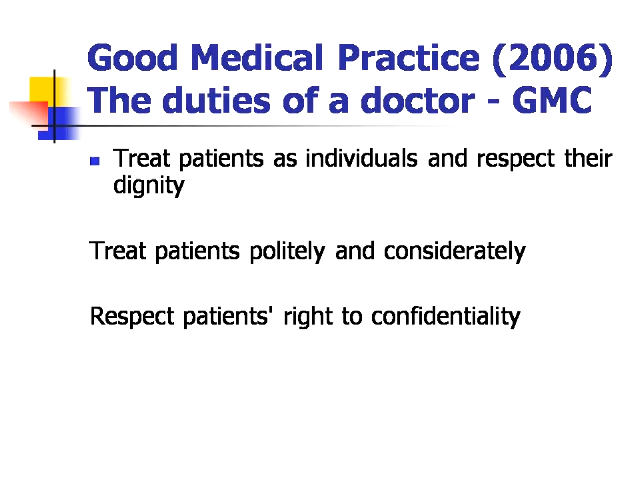 Good Medical Practice (2006)
The duties of a doctor - GMC
Treat patients as individuals and respect their
dignity
Treat patients politely and considerately
Respect patients' right to confidentiality